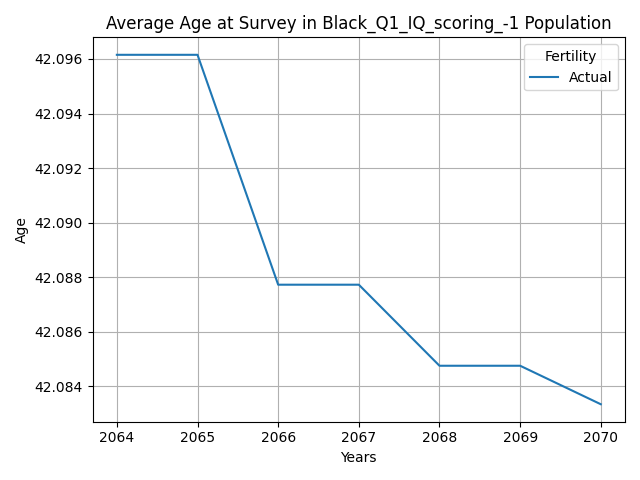 Average Age at Survey in Black_Q1_IQ_scoring_-1 Population
Fertility
Actual
42.096
42.094
42.092
42.090
42.088
42.086
42.084
Age
2064 2065 2066 2067 2068 2069 2070
Years